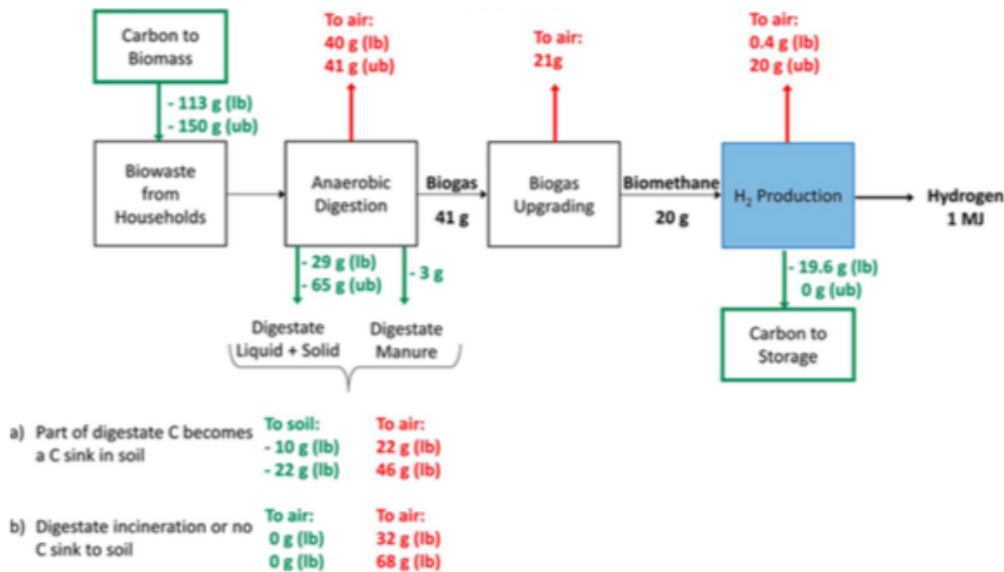 Carbon to
Biomass
- 113 g (lb)
- 150 g (ub)
To air:
40 g (lb)
41 g (ub)
To air:
21g
To air:
0.4 g (lb)
20 g (ub)
Biowaste
from
Households
Anaerobic
Digestion
Biogas
41 g
Biogas
Upgrading
Biomethane
20 g
H₂ Production
Hydrogen
1 MJ
- 29 g (lb)
- 65 g (ub)
- 3 g
- 19.6 g (lb)
0 g (ub)
Digestate
Liquid + Solid
Digestate
Manure
Carbon to
Storage
a) Part of digestate C becomes
a C sink in soil
To soil:
- 10 g (lb)
- 22 g (lb)
To air:
22 g (lb)
46 g (lb)
b) Digestate incineration or no
C sink to soil
To air:
0 g (lb)
0 g (lb)
To air:
32 g (lb)
68 g (lb)